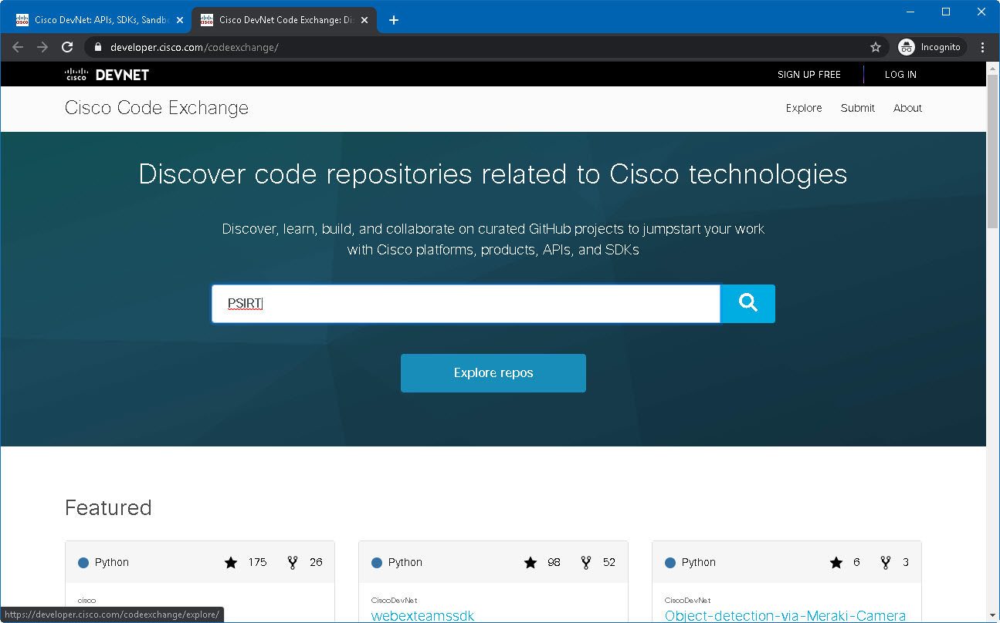 Cisco DevNet: APIs, SDKs, Sandbo
Cisco DevNet Code Exchange: Di
developer.cisco.com/codeexchange/
Incognito
cisco DEVNET
SIGN UP FREE
LOG IN
Cisco Code Exchange
Explore
Submit
About
Discover code repositories related to Cisco technologies
Discover, learn, build, and collaborate on curated GitHub projects to jumpstart your work
with Cisco platforms, products, APIs, and SDKs
PSIRT
Explore repos
Featured
Python 175 26
Python 98 52
Python 6 3
cisco
CiscoDevNet
CiscoDevNet
webexteamssdk
Object-detection-via-Meraki-Camera
https://developer.cisco.com/codeexchange/explore/